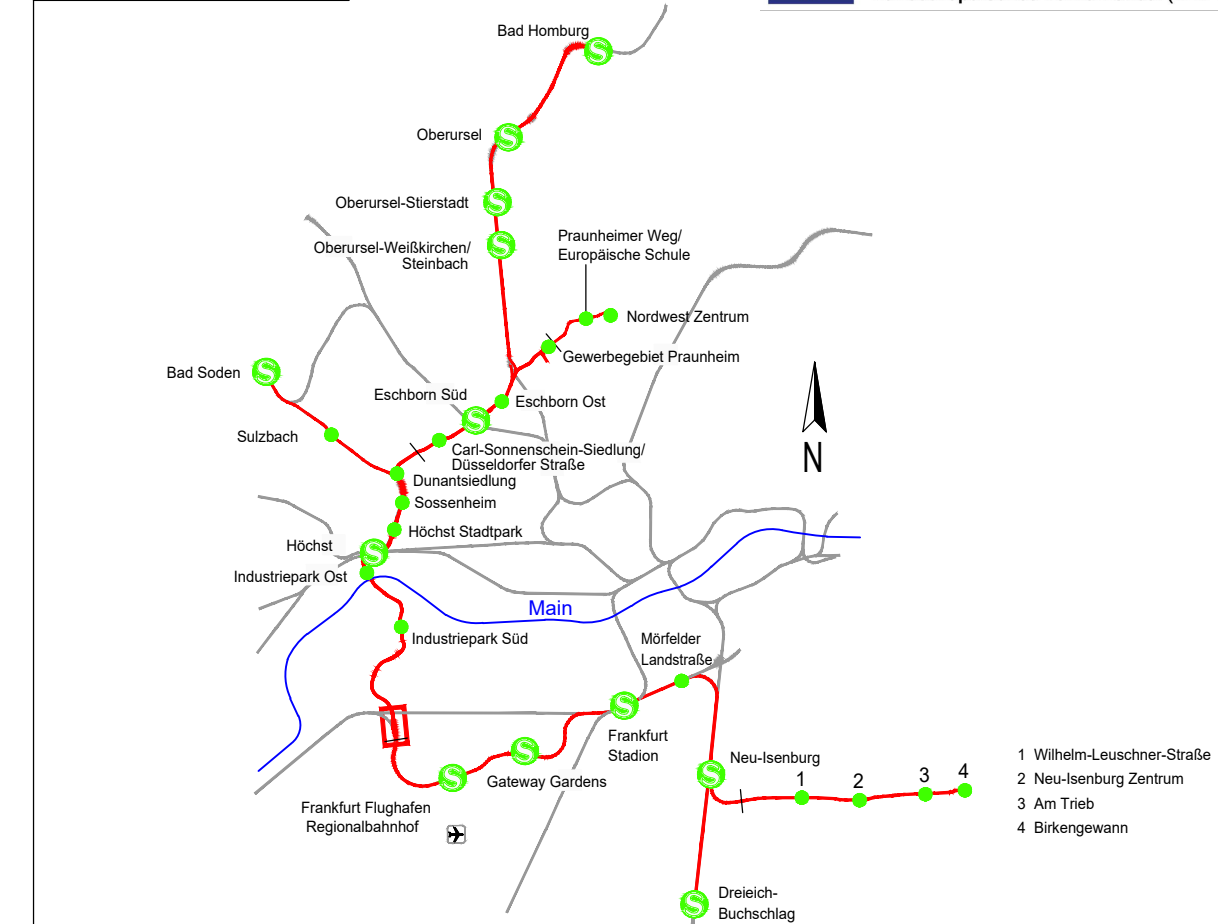 Bad Homburg
Oberursel
Oberursel-Stierstadt
Oberursel-Weißkirchen/
Steinbach
Praunheimer Weg/
Europäische Schule
Nordwest Zentrum
Gewerbegebiet Praunheim
Bad Soden
Eschborn Süd
Eschborn Ost
Sulzbach
Carl-Sonnenschein-Siedlung/
Düsseldorfer Straße
Dunantsiedlung
N
Sossenheim
Höchst Stadtpark
Höchst
Industriepark Ost
Main
Industriepark Süd
Mörfelder
Landstraße
Frankfurt
Stadion
Neu-Isenburg
Gateway Gardens
Frankfurt Flughafen
Regionalbahnhof
1
2
3
4
1 Wilhelm-Leuschner-Straße
2 Neu-Isenburg Zentrum
3 Am Trieb
4 Birkengewann
Dreieich-
Buchschlag
S
S
S
S
S
S
S
S
S
S
S
S